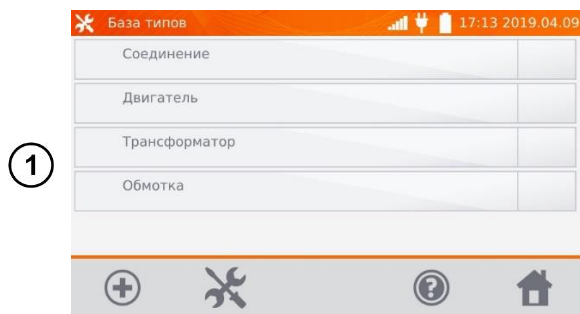 База типов 17:13 2019.04.09
Соединение
Двигатель
Трансформатор
1
Обмотка